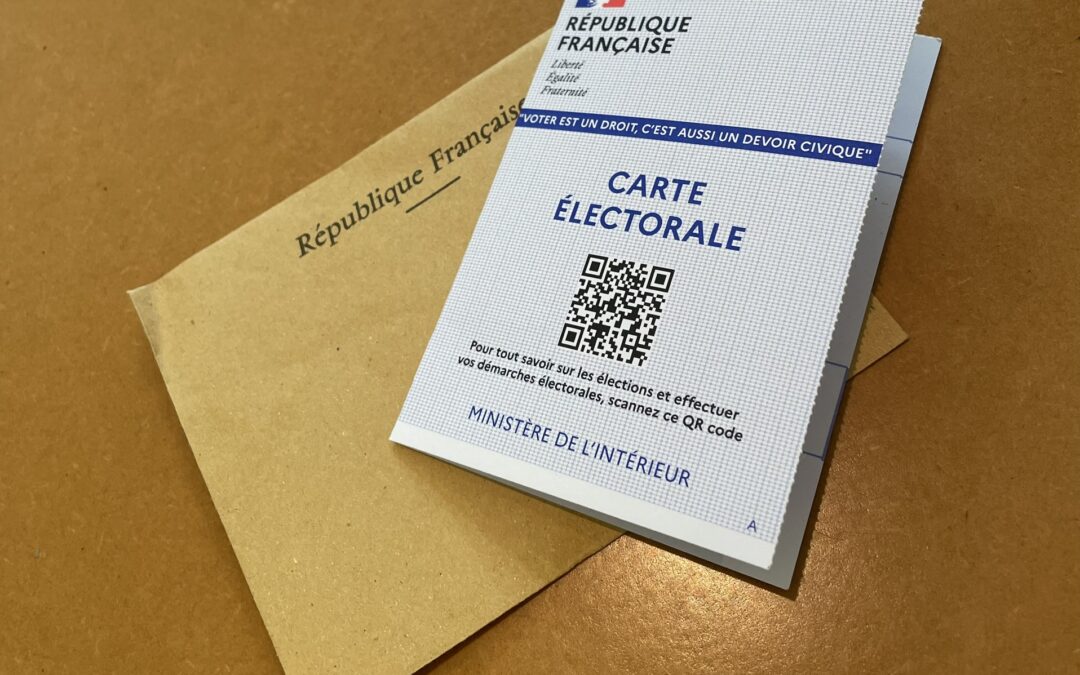 RÉPUBLIQUE
FRANÇAISE
Liberté
Égalité
Fraternité
"VOTER EST UN DROIT, C'EST AUSSI UN DEVOIR CIVIQUE"
CARTE
ÉLECTORALE
Pour tout savoir sur les élections et effectuer
vos démarches électorales, scannez ce QR code
MINISTÈRE DE L'INTÉRIEUR
A
République Française